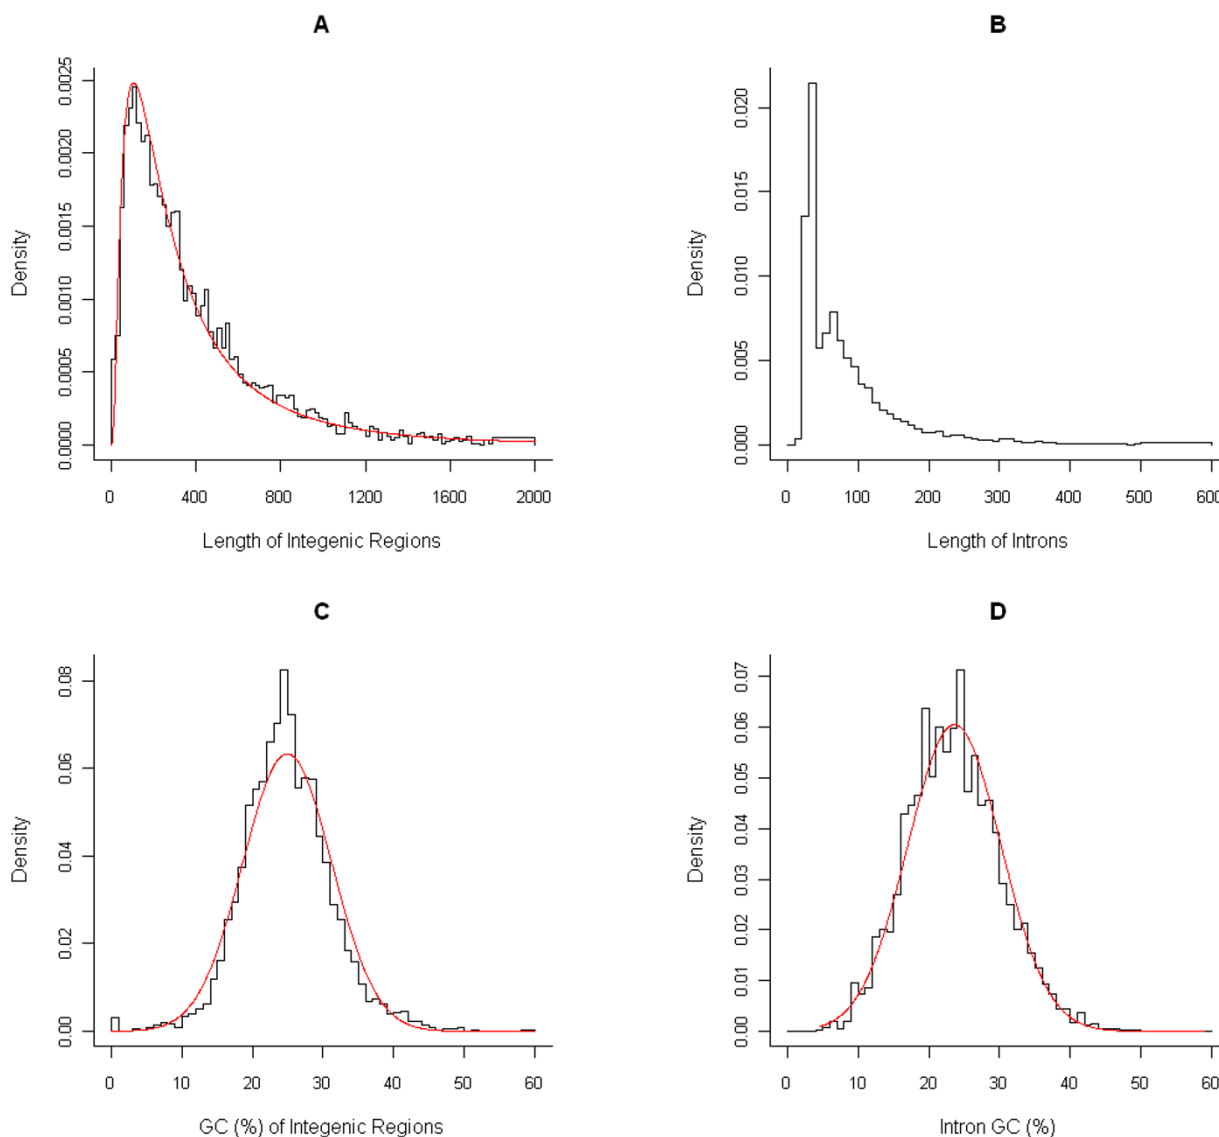 A
Density
0.0000 0.0005 0.0010 0.0015 0.0020 0.0025
0 400 800 1200 1600 2000
Length of Integenic Regions
B
Density
0.000 0.005 0.010 0.015 0.020
0 100 200 300 400 500 600
Length of Introns
C
Density
0.00 0.02 0.04 0.06 0.08
0 10 20 30 40 50 60
GC (%) of Integenic Regions
D
Density
0.00 0.01 0.02 0.03 0.04 0.05 0.06 0.07
0 10 20 30 40 50 60
Intron GC (%)